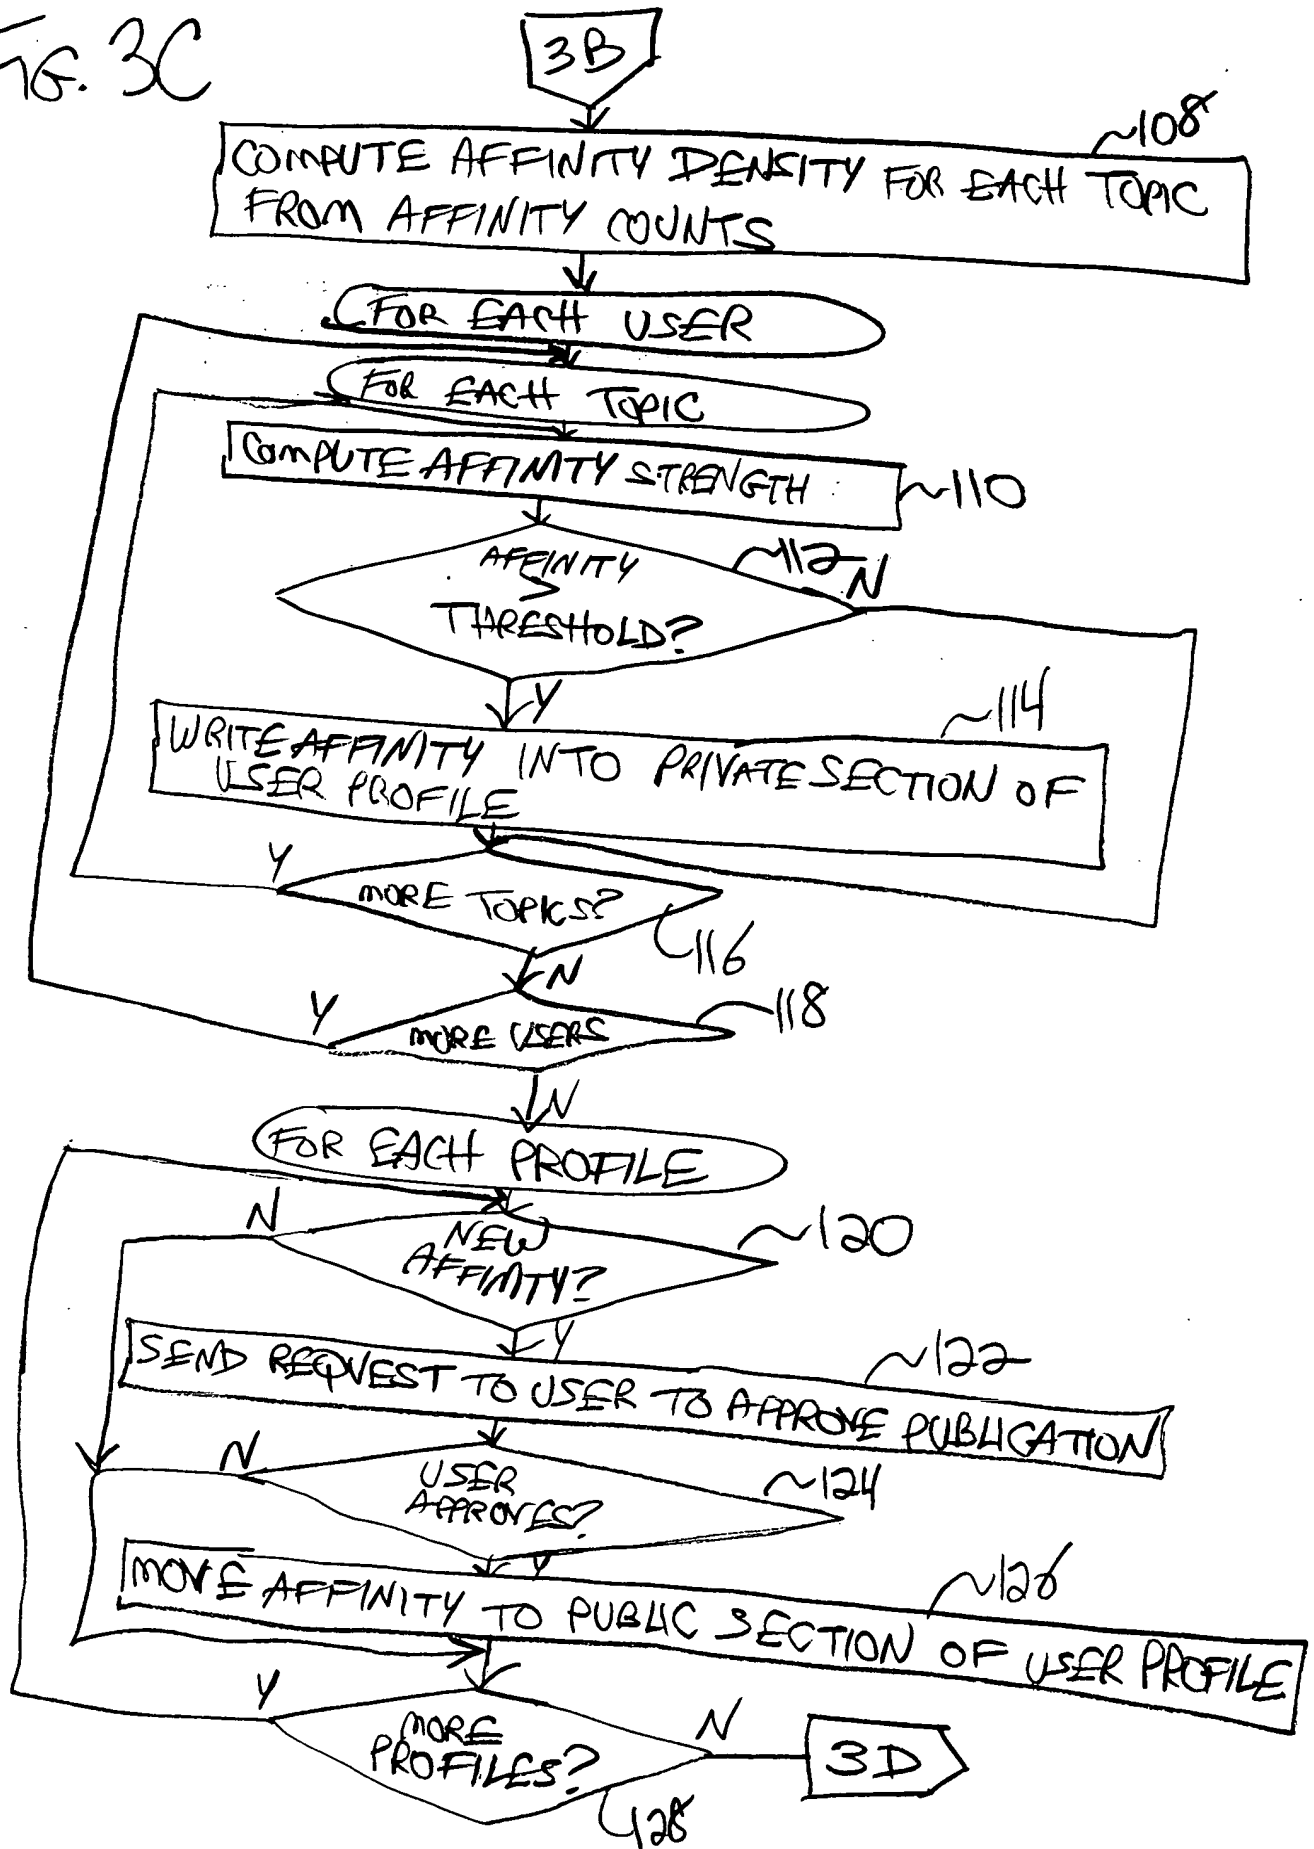 FIG. 3C
3B
~108
COMPUTE AFFINITY DENSITY FOR EACH TOPIC
FROM AFFINITY COUNTS
FOR EACH USER
FOR EACH TOPIC
COMPUTE AFFINITY STRENGTH
~110
AFFINITY
>
THRESHOLD?
~112
N
Y
~114
WRITE AFFINITY INTO PRIVATE SECTION OF
USER PROFILE
Y
MORE TOPICS?
116
N
Y
MORE USERS
118
N
FOR EACH PROFILE
N
NEW
AFFINITY?
~120
Y
~122
SEND REQUEST TO USER TO APPROVE PUBLICATION
N
USER
APPROVES?
~124
Y
~126
MOVE AFFINITY TO PUBLIC SECTION OF USER PROFILE
Y
MORE
PROFILES?
N
3D
128